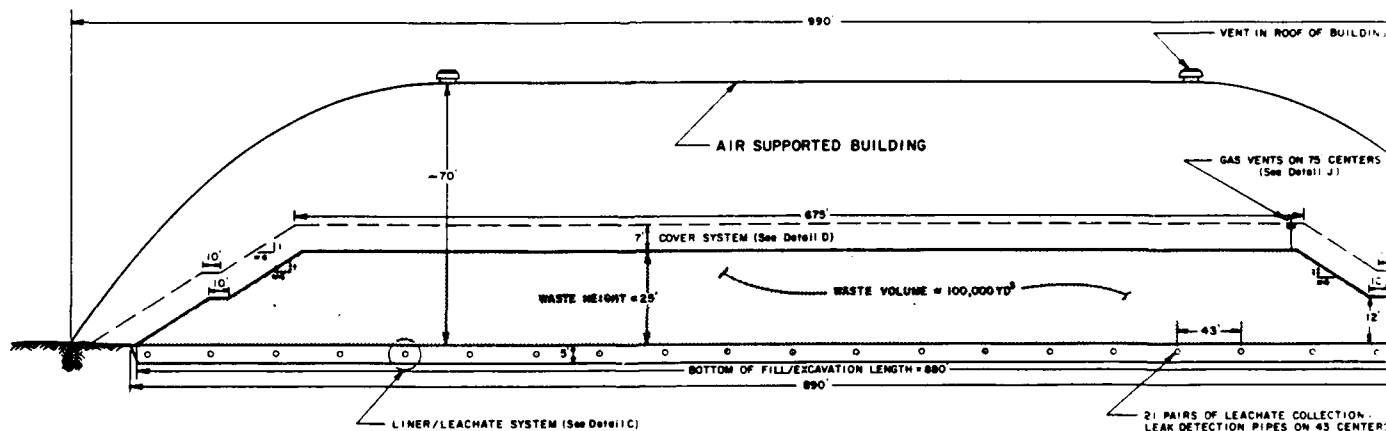 990'
VENT IN ROOF OF BUILDING
AIR SUPPORTED BUILDING
GAS VENTS ON 75 CENTERS
(See Detail J)
~70'
675'
7'
COVER SYSTEM (See Detail D)
10'
1
10'
1
WASTE HEIGHT = 25'
WASTE VOLUME = 100,000 YD³
12'
43'
5'
BOTTOM OF FILL/EXCAVATION LENGTH = 880'
890'
LINER/LEACHATE SYSTEM (See Detail C)
21 PAIRS OF LEACHATE COLLECTION
LEAK DETECTION PIPES ON 43 CENTERS